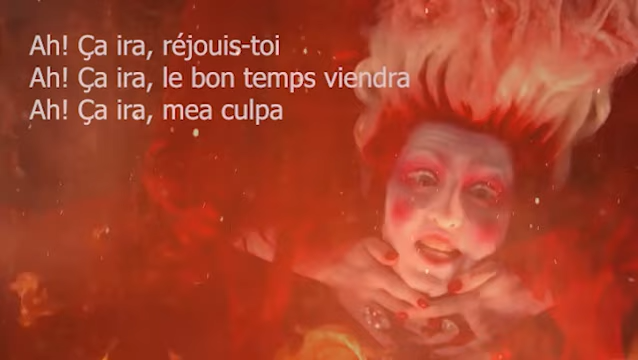 Ah! Ça ira, réjouis-toi
Ah! Ça ira, le bon temps viendra
Ah! Ça ira, mea culpa